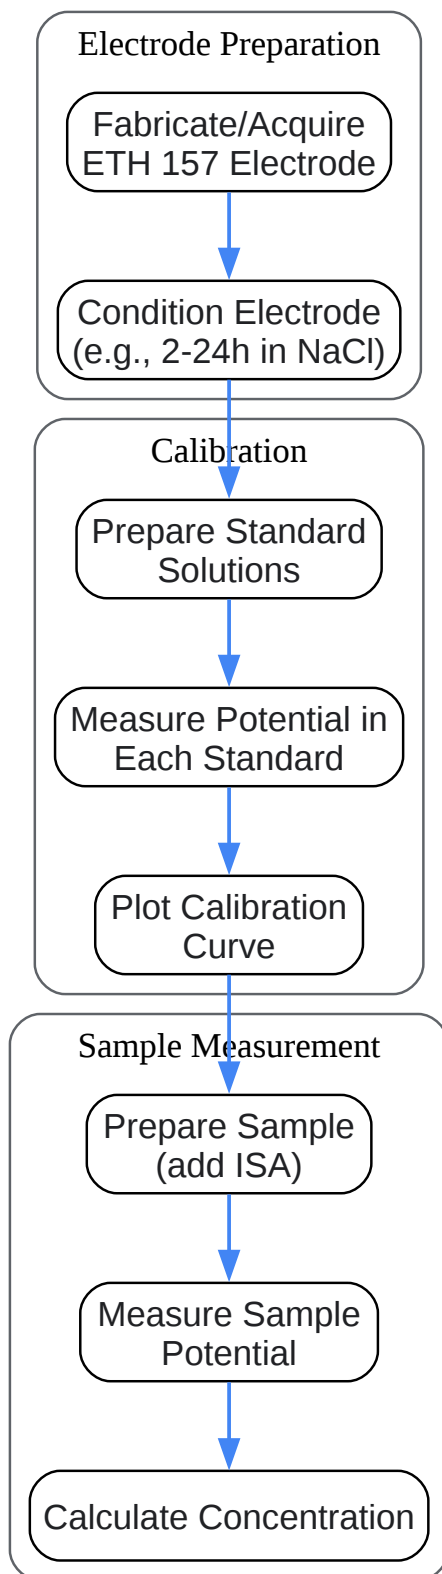 Electrode Preparation
Fabricate/Acquire
ETH 157 Electrode
Condition Electrode
(e.g., 2-24h in NaCl)
Calibration
Prepare Standard
Solutions
Measure Potential in
Each Standard
Plot Calibration
Curve
Sample Measurement
Prepare Sample
(add ISA)
Measure Sample
Potential
Calculate Concentration